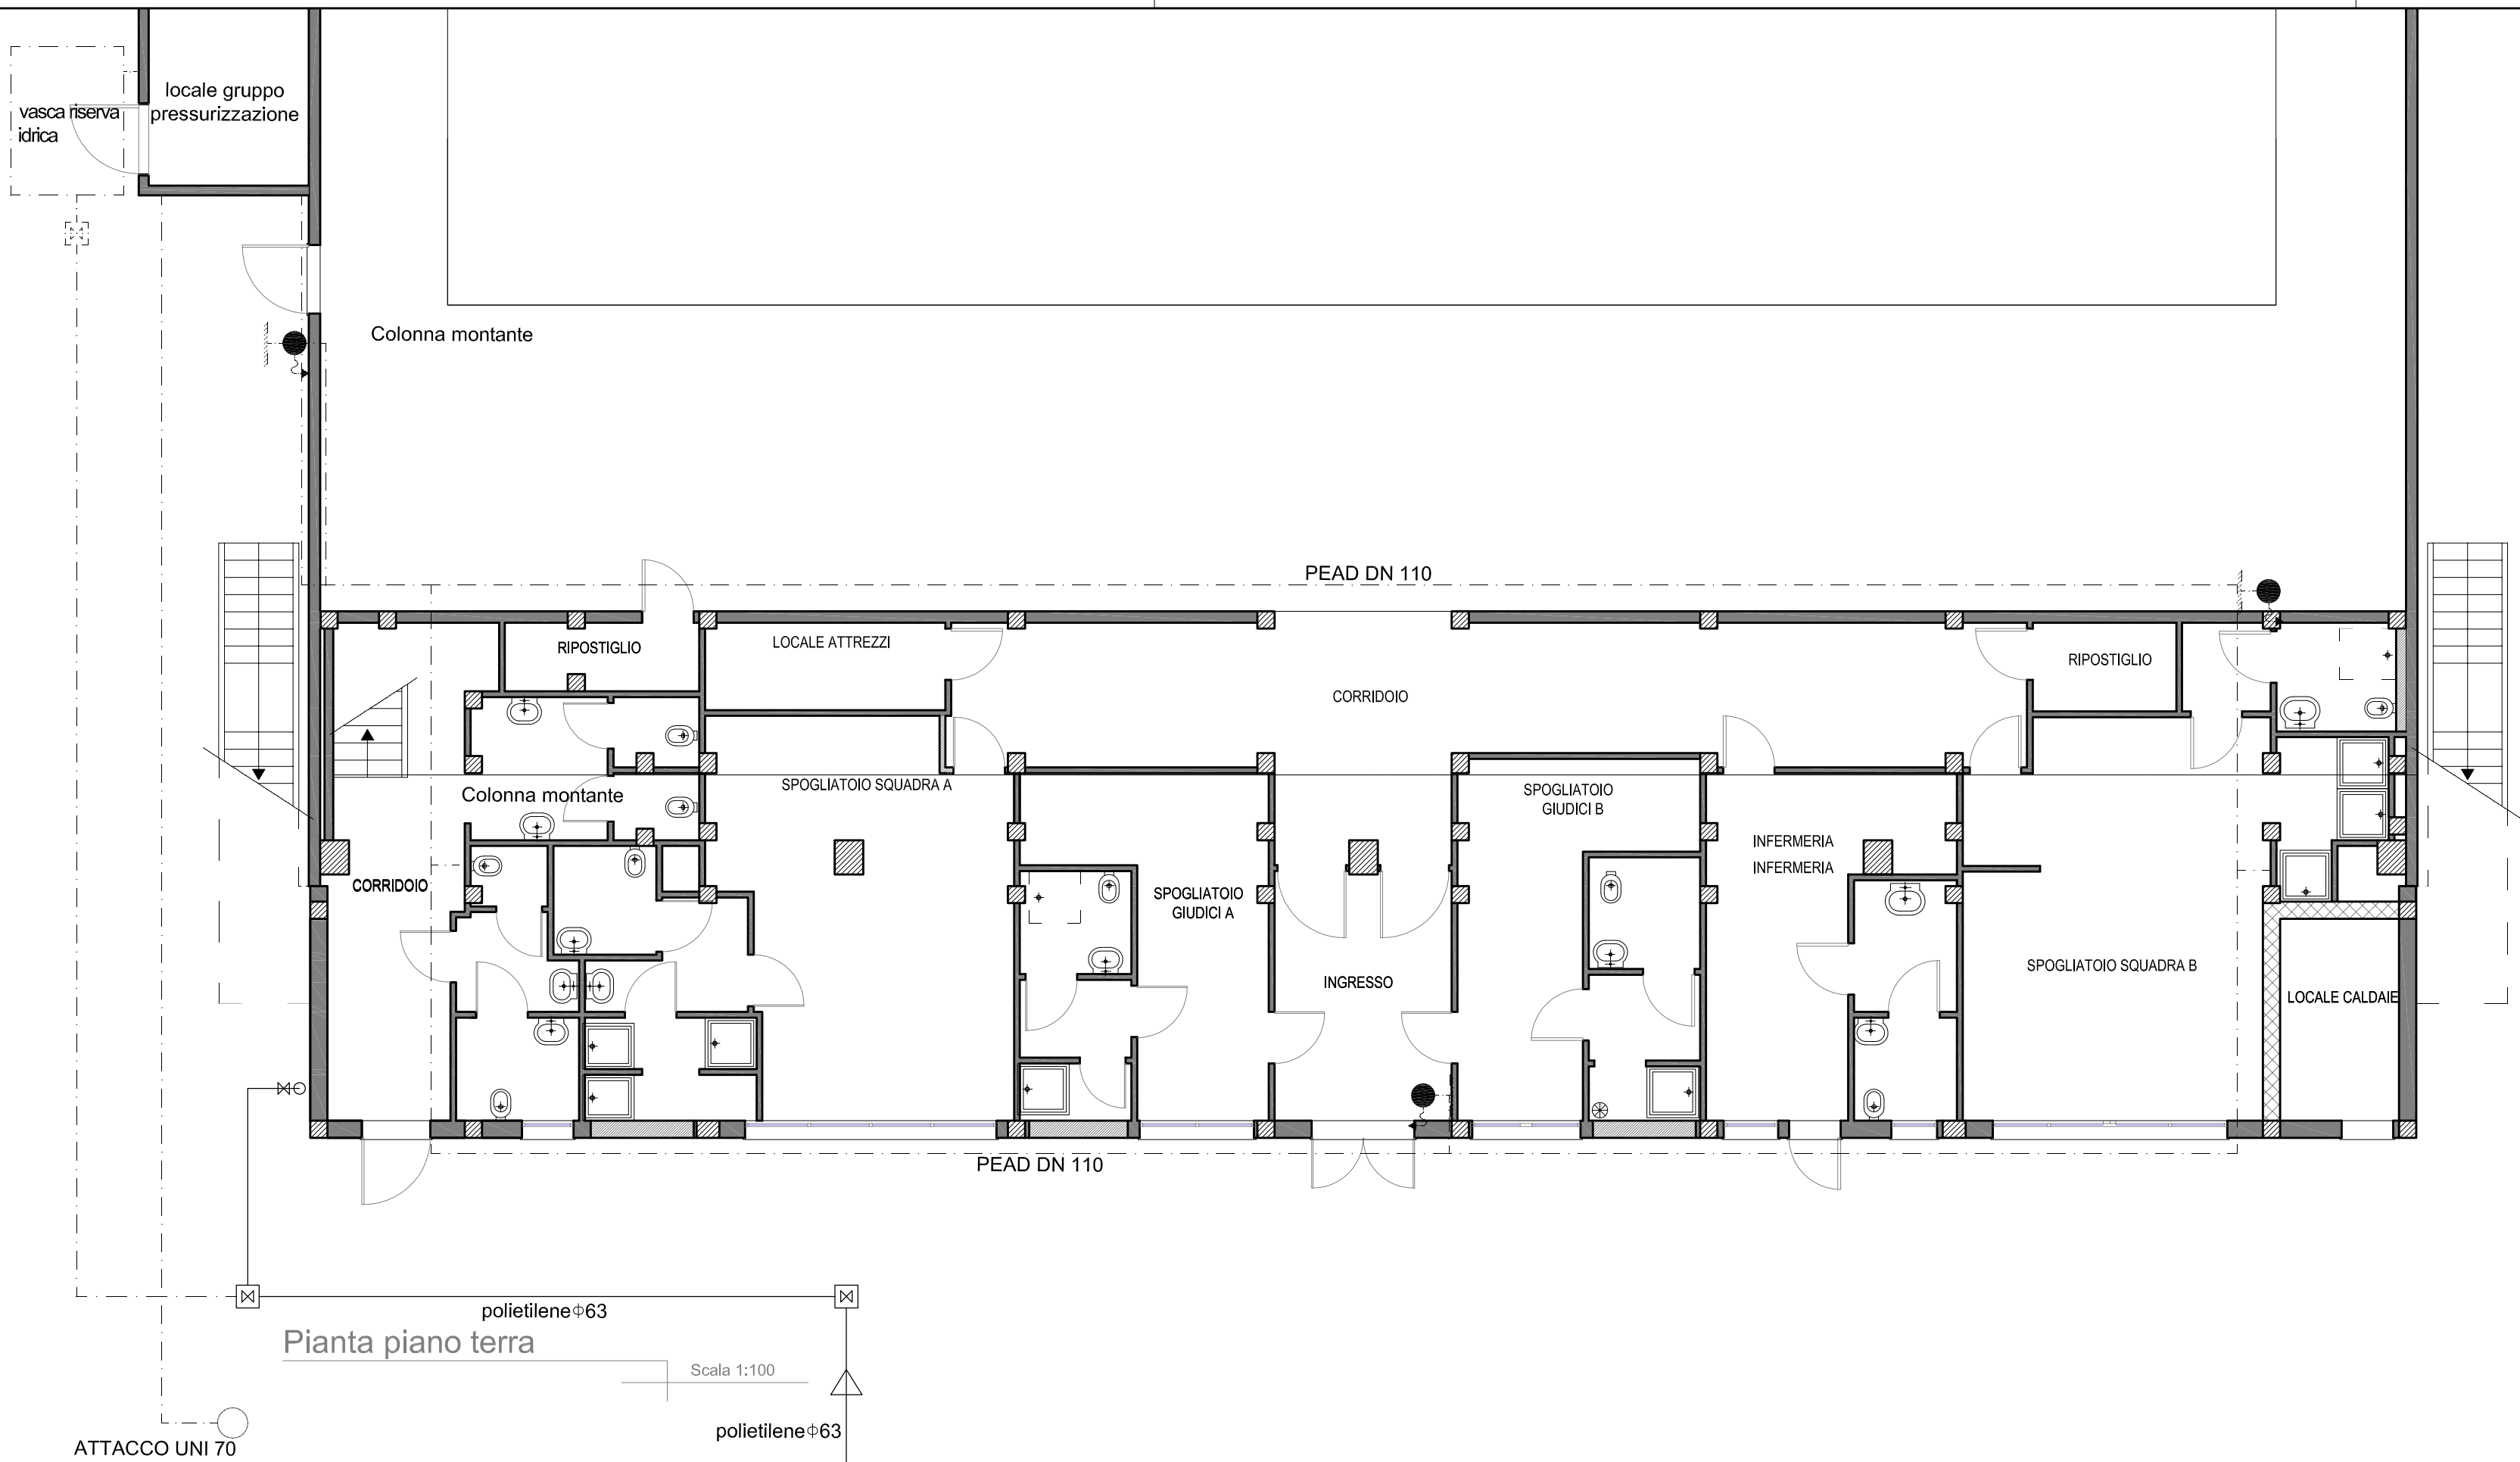 locale gruppo
pressurizzazione
vasca riserva
idrica
Colonna montante
PEAD DN 110
RIPOSTIGLIO
LOCALE ATTREZZI
CORRIDOIO
RIPOSTIGLIO
SPOGLIATOIO SQUADRA A
Colonna montante
SPOGLIATOIO
GIUDICI B
INFERMERIA
INFERMERIA
CORRIDOIO
SPOGLIATOIO
GIUDICI A
INGRESSO
SPOGLIATOIO SQUADRA B
LOCALE CALDAIE
PEAD DN 110
polietileneϕ63
Pianta piano terra
Scala 1:100
polietileneϕ63
ATTACCO UNI 70